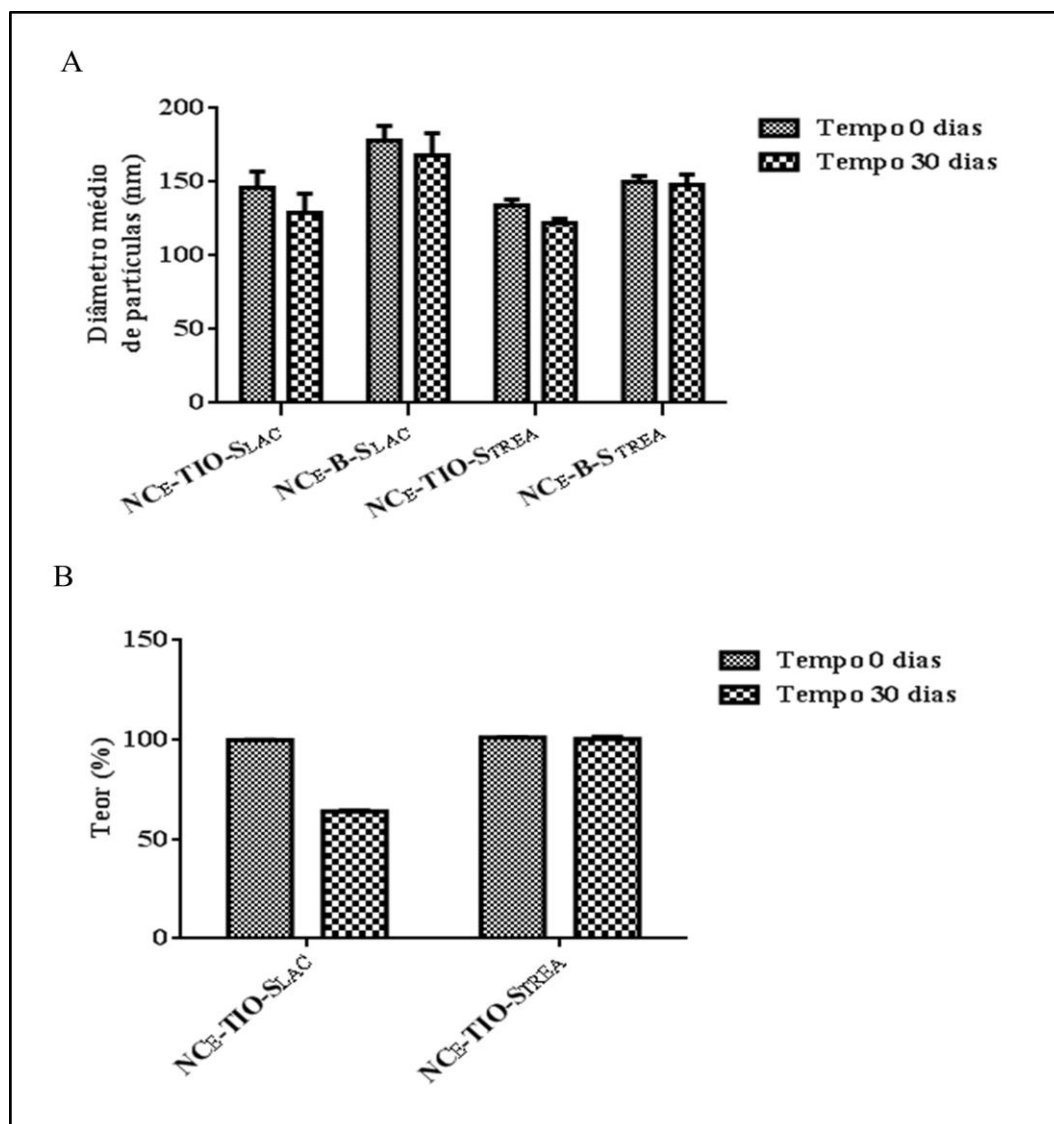 A
Diâmetro médio
de partículas (nm)
200
150
100
50
0
Tempo 0 dias
Tempo 30 dias
NCE-TIO-SLAC
NCE-B-SLAC
NCE-TIO-STREA
NCE-B-S TREA
B
Teor (%)
150
100
50
0
Tempo 0 dias
Tempo 30 dias
NCE-TIO-SLAC
NCE-TIO-STREA